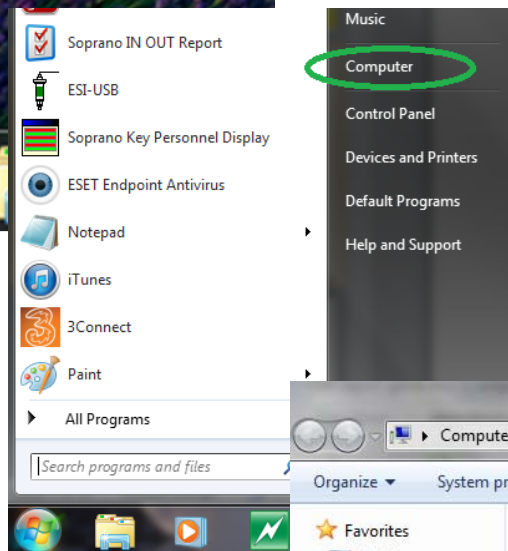 Soprano IN OUT Report
ESI-USB
Soprano Key Personnel Display
ESET Endpoint Antivirus
Notepad
iTunes
3Connect
Paint
All Programs
Search programs and files
Music
Computer
Control Panel
Devices and Printers
Default Programs
Help and Support
Compute
Organize
System pr
Favorites